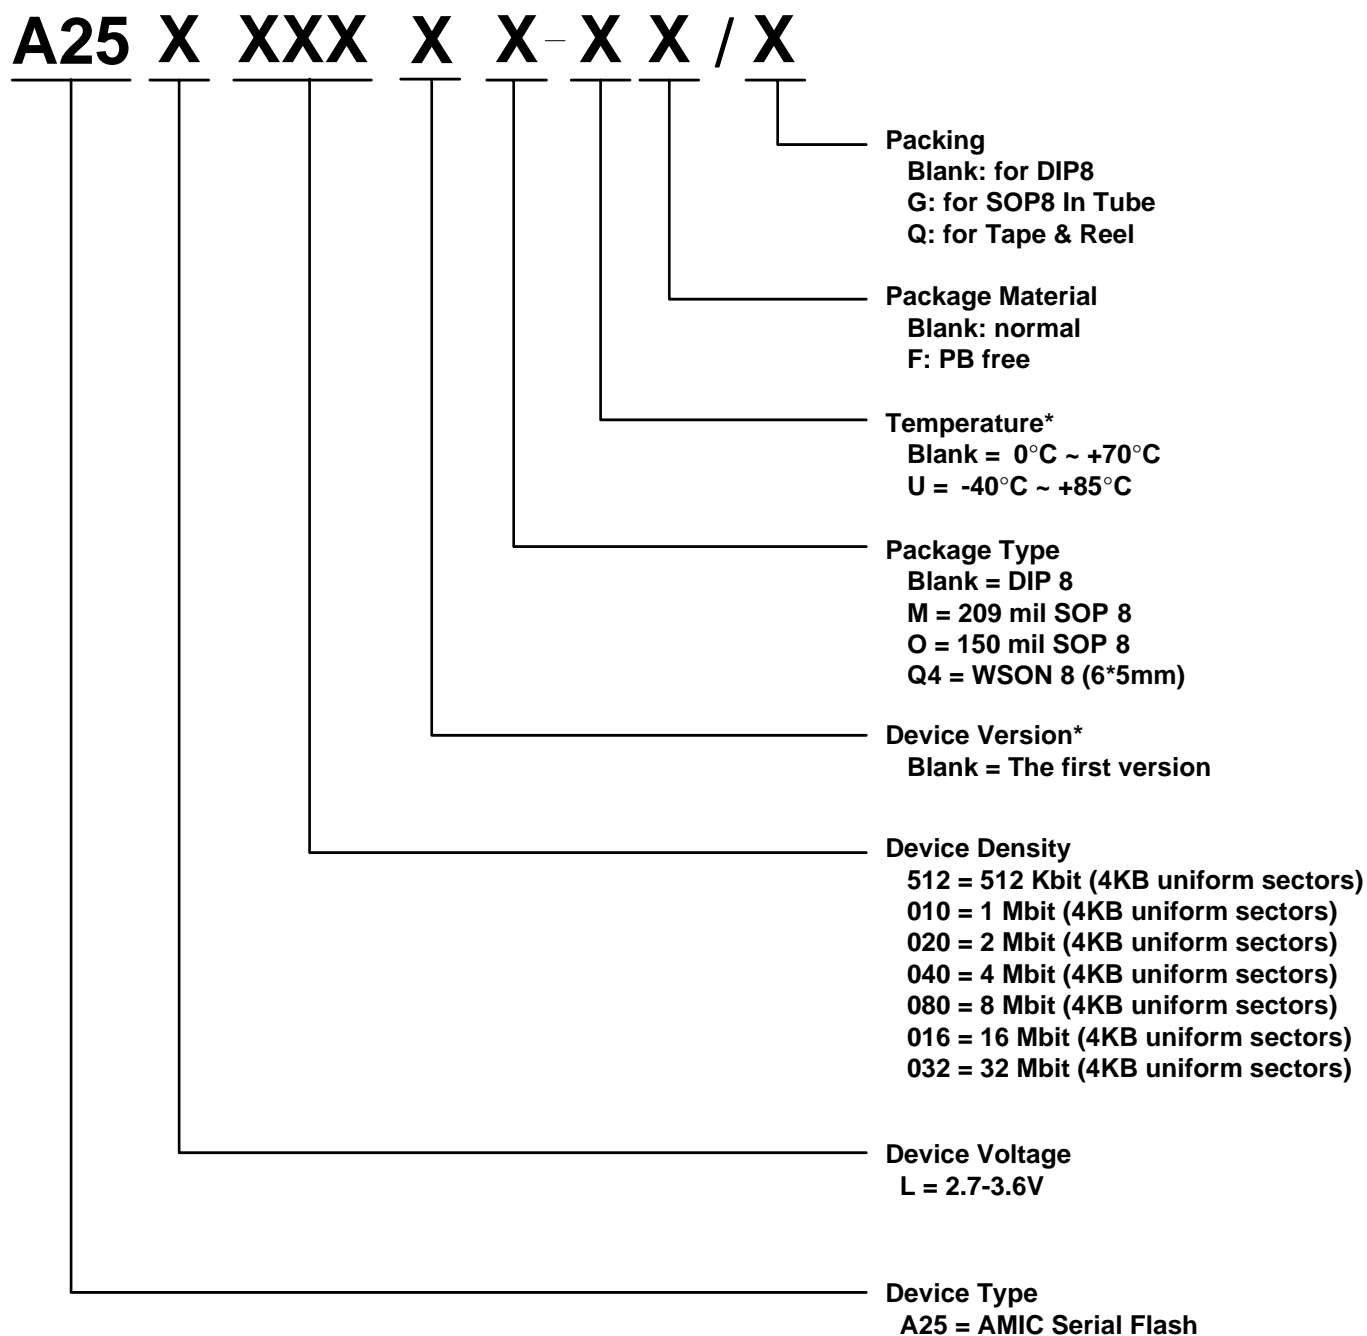 A25 X XXX X X - X X / X
Packing
Blank: for DIP8
G: for SOP8 In Tube
Q: for Tape & Reel
Package Material
Blank: normal
F: PB free
Temperature*
Blank = 0°C ~ +70°C
U = -40°C ~ +85°C
Package Type
Blank = DIP 8
M = 209 mil SOP 8
O = 150 mil SOP 8
Q4 = WSON 8 (6*5mm)
Device Version*
Blank = The first version
Device Density
512 = 512 Kbit (4KB uniform sectors)
010 = 1 Mbit (4KB uniform sectors)
020 = 2 Mbit (4KB uniform sectors)
040 = 4 Mbit (4KB uniform sectors)
080 = 8 Mbit (4KB uniform sectors)
016 = 16 Mbit (4KB uniform sectors)
032 = 32 Mbit (4KB uniform sectors)
Device Voltage
L = 2.7-3.6V
Device Type
A25 = AMIC Serial Flash